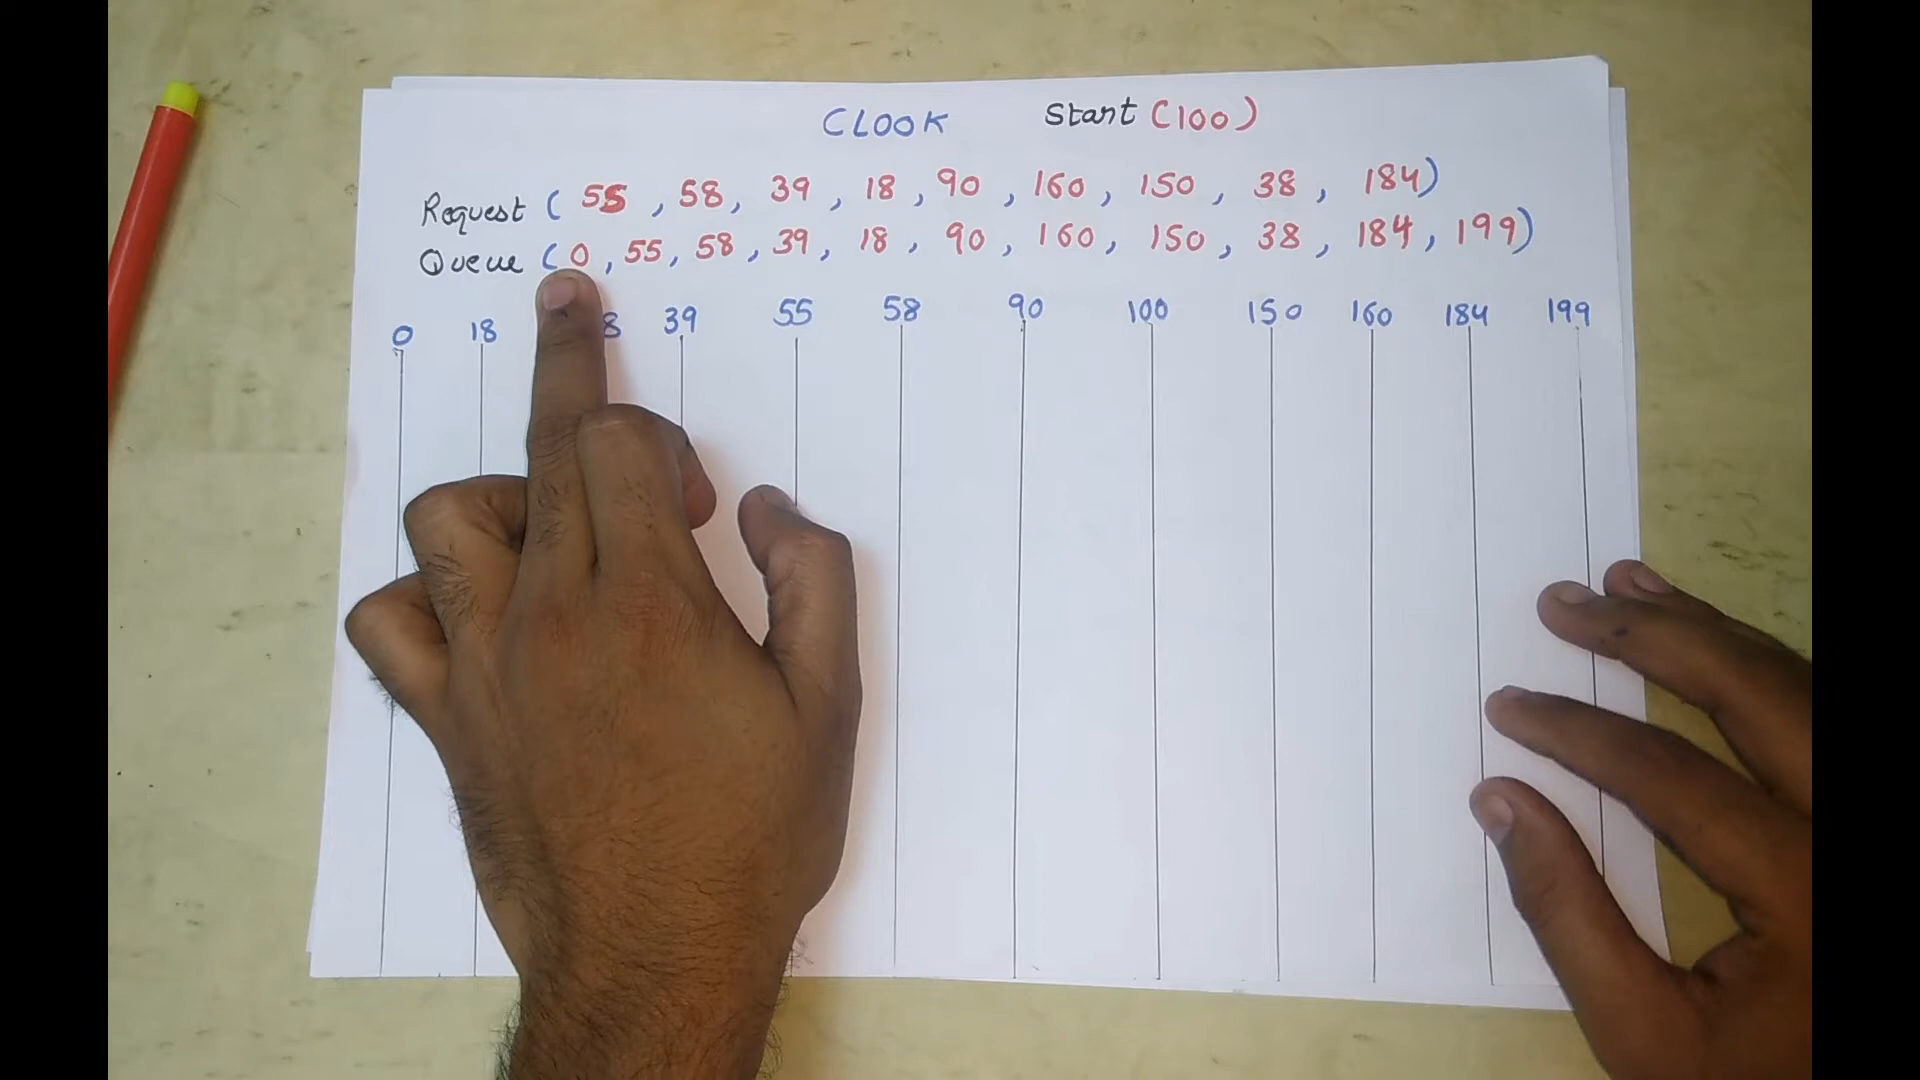 CLOOK Start (100)
Request ( 55 , 58, 39 , 18 , 90 , 160 , 150 , 38 , 184)
Queue ( 0 , 55 , 58 , 39 , 18 , 90 , 160 , 150 , 38 , 184 , 199)
0 18 8 39 55 58 90 100 150 160 184 199